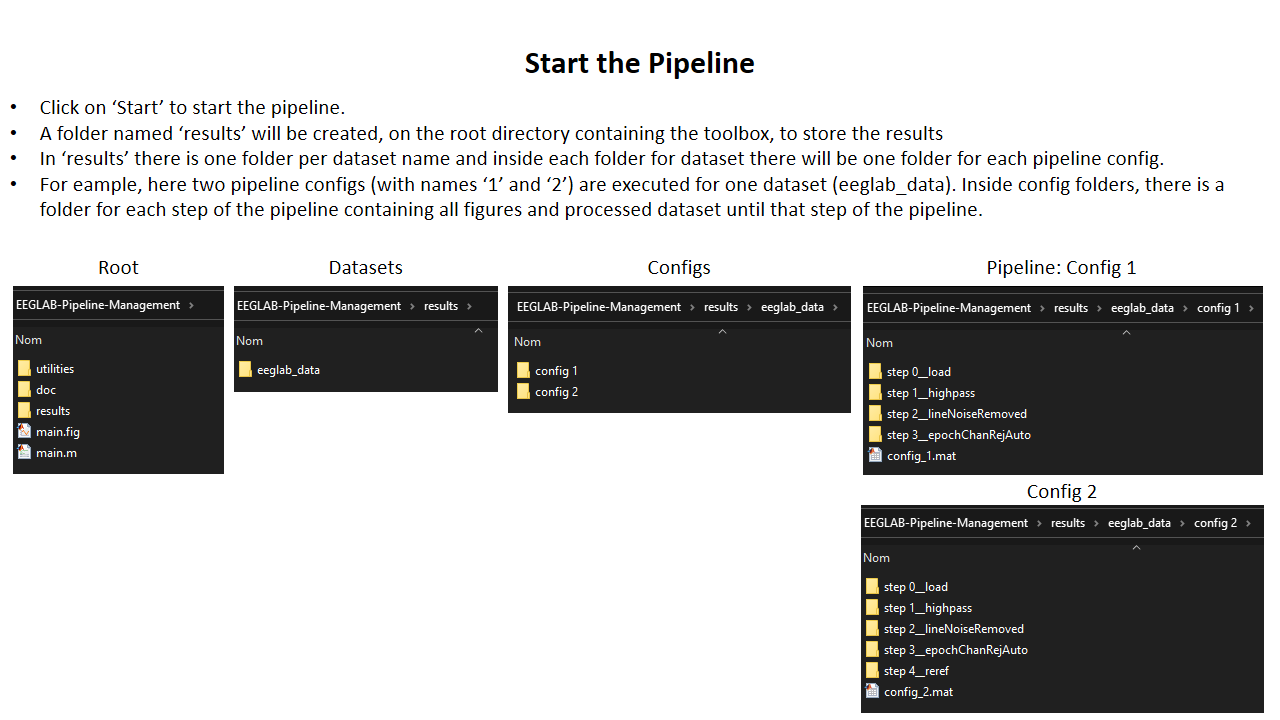 Start the Pipeline
• Click on ‘Start’ to start the pipeline.
• A folder named ‘results’ will be created, on the root directory containing the toolbox, to store the results
• In ‘results’ there is one folder per dataset name and inside each folder for dataset there will be one folder for each pipeline config.
• For eample, here two pipeline configs (with names ‘1’ and ‘2’) are executed for one dataset (eeglab_data). Inside config folders, there is a
folder for each step of the pipeline containing all figures and processed dataset until that step of the pipeline.
Root
EEGLAB-Pipeline-Management >
Nom
utilities
doc
results
main.fig
main.m
Datasets
EEGLAB-Pipeline-Management > results >
Nom
eeglab_data
Configs
EEGLAB-Pipeline-Management > results > eeglab_data >
Nom
config 1
config 2
Pipeline: Config 1
EEGLAB-Pipeline-Management > results > eeglab_data > config 1 >
Nom
step 0__load
step 1__highpass
step 2__lineNoiseRemoved
step 3__epochChanRejAuto
config_1.mat
Config 2
EEGLAB-Pipeline-Management > results > eeglab_data > config 2 >
Nom
step 0__load
step 1__highpass
step 2__lineNoiseRemoved
step 3__epochChanRejAuto
step 4__reref
config_2.mat